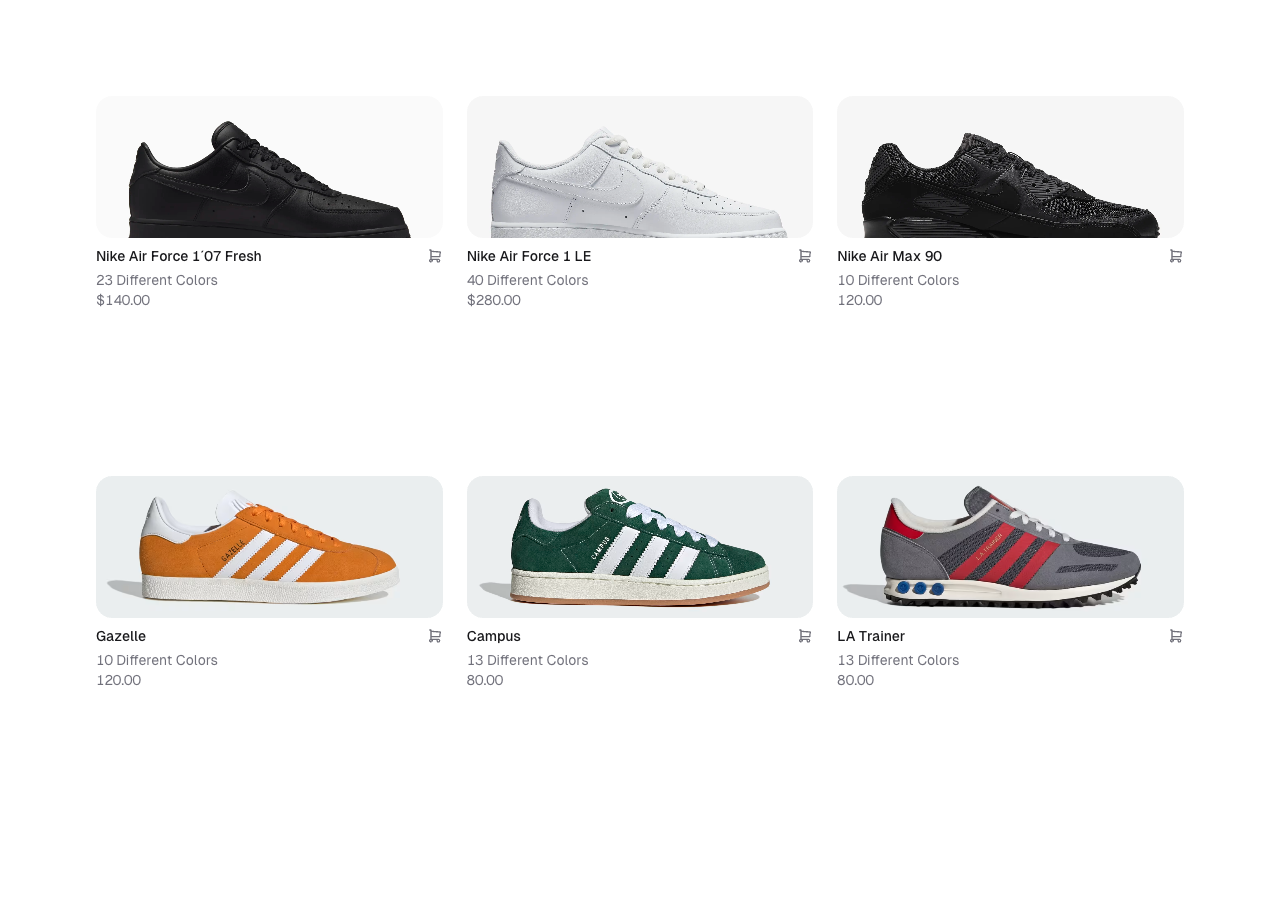 Nike Air Force 1´07 Fresh
23 Different Colors
$140.00
Nike Air Force 1 LE
40 Different Colors
$280.00
Nike Air Max 90
10 Different Colors
120.00
GAZELLE
Gazelle
10 Different Colors
120.00
CAMPUS
Campus
13 Different Colors
80.00
LA TRAINER
LA Trainer
13 Different Colors
80.00